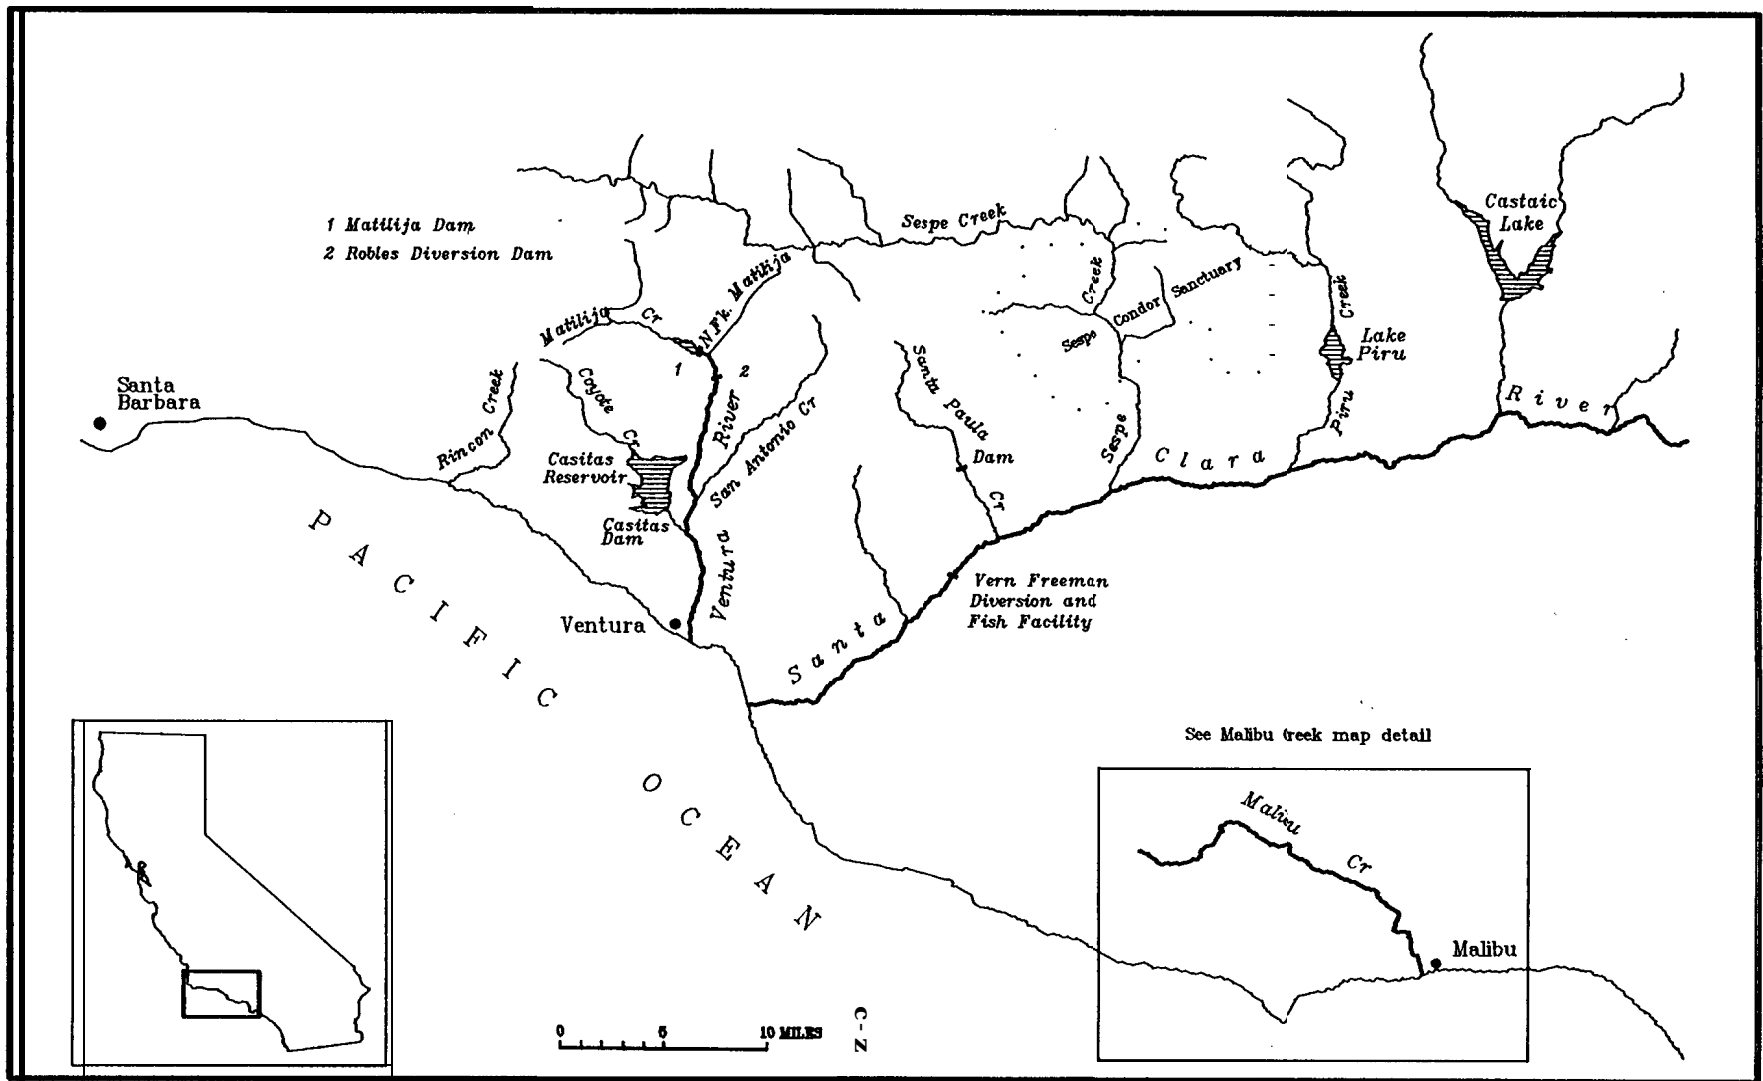 Castaic
Lake
Sespe Creek
1 Matilija Dam
2 Robles Diversion Dam
N.Fk. Matilija
Matilija
Cr
Creek
Sespe
Condor
Sanctuary
Creek
Lake
Piru
Piru
1
2
Santa
Barbara
Rincon Creek
Coyote
Cr
River
San Antonio Cr
Santa Paula
Dam
Cr
Sespe
River
Clara
Casitas
Reservoir
Casitas
Dam
Ventura
Ventura
Vern Freeman
Diversion and
Fish Facility
Santa
PACIFIC
OCEAN
See Malibu Creek map detail
Malibu
Cr
Malibu
0 5 10 MILES
C-Z